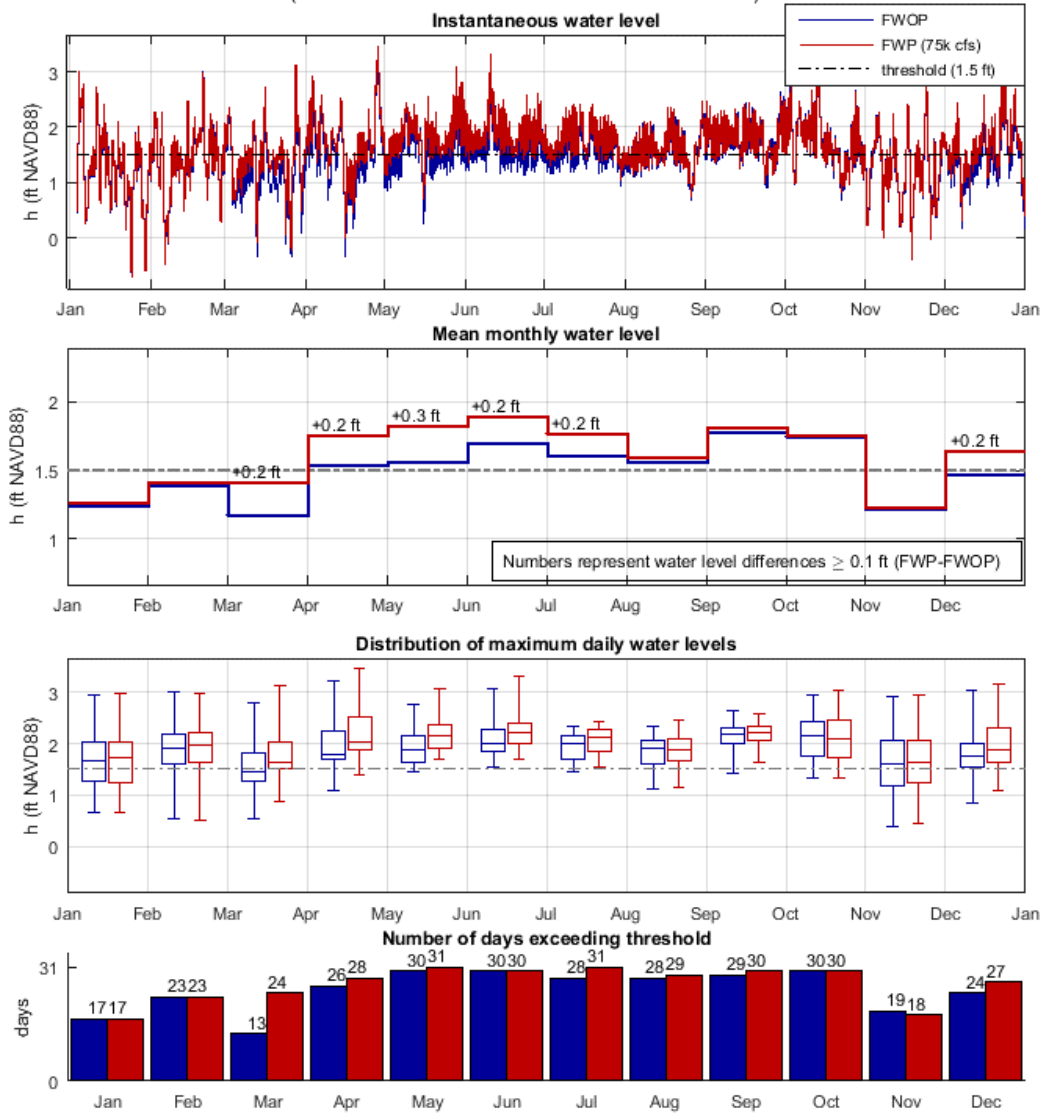 Instantaneous water level
FWOP
FWP (75k cfs)
threshold (1.5 ft)
h (ft NAVD88)
3
2
1
0
Jan Feb Mar Apr May Jun Jul Aug Sep Oct Nov Dec Jan
Mean monthly water level
h (ft NAVD88)
2
1.5
1
+0.2 ft
+0.2 ft
+0.3 ft
+0.2 ft
+0.2 ft
+0.2 ft
Numbers represent water level differences ≥ 0.1 ft (FWP-FWOP)
Jan Feb Mar Apr May Jun Jul Aug Sep Oct Nov Dec
Distribution of maximum daily water levels
h (ft NAVD88)
3
2
1
0
Jan Feb Mar Apr May Jun Jul Aug Sep Oct Nov Dec Jan
Number of days exceeding threshold
days
31
0
17 17 23 23 13 24 26 28 30 31 30 30 28 31 28 29 29 30 30 30 19 18 24 27
Jan Feb Mar Apr May Jun Jul Aug Sep Oct Nov Dec